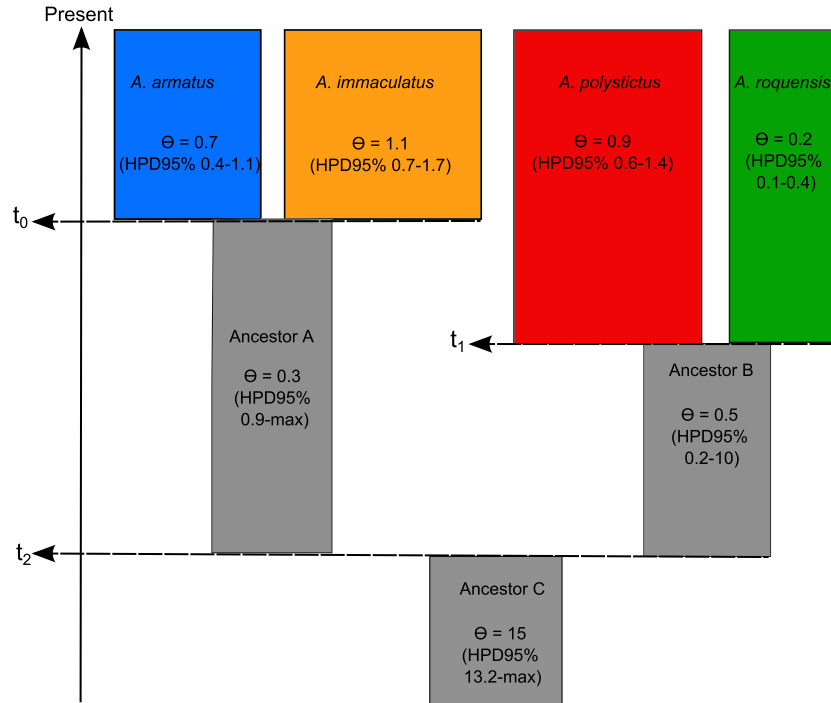 Present
A. armatus
ϴ = 0.7
(HPD95% 0.4-1.1)
A. immaculatus
ϴ = 1.1
(HPD95% 0.7-1.7)
A. polystictus
ϴ = 0.9
(HPD95% 0.6-1.4)
A. roquensis
ϴ = 0.2
(HPD95%
0.1-0.4)
t0
Ancestor A
ϴ = 0.3
(HPD95%
0.9-max)
t1
Ancestor B
ϴ = 0.5
(HPD95%
0.2-10)
t2
Ancestor C
ϴ = 15
(HPD95%
13.2-max)